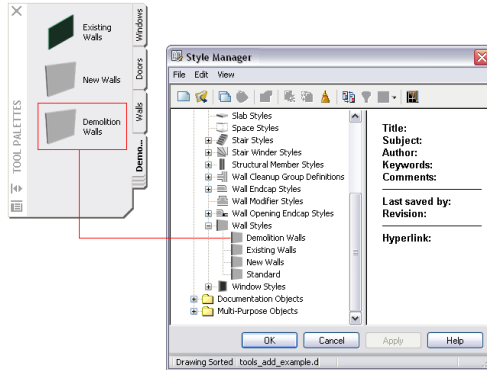 Existing
Walls
New Walls
Demolition
Walls
Windows
Doors
Walls
Demo...
TOOL PALETTES
Style Manager
File Edit View
Slab Styles
Space Styles
Stair Styles
Stair Winder Styles
Structural Member Styles
Wall Cleanup Group Definitions
Wall Endcap Styles
Wall Modifier Styles
Wall Opening Endcap Styles
Wall Styles
Demolition Walls
Existing Walls
New Walls
Standard
Window Styles
Documentation Objects
Multi-Purpose Objects
Title:
Subject:
Author:
Keywords:
Comments:
Last saved by:
Revision:
Hyperlink:
OK Cancel Apply Help
Drawing Sorted tools_add_example.d